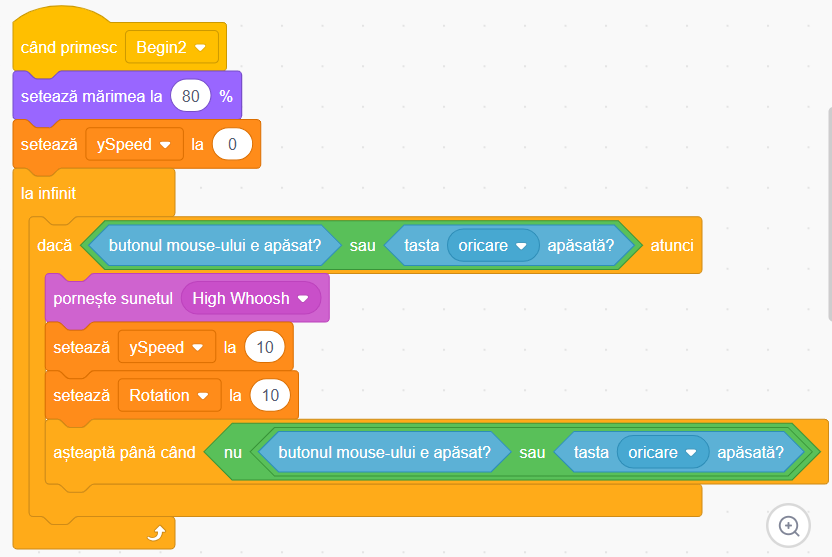 când primesc Begin2
setează mărimea la 80 %
setează ySpeed la 0
la infinit
dacă butonul mouse-ului e apăsat? sau tasta oricare apăsată? atunci
pornește sunetul High Whoosh
setează ySpeed la 10
setează Rotation la 10
așteaptă până când nu butonul mouse-ului e apăsat? sau tasta oricare apăsată?